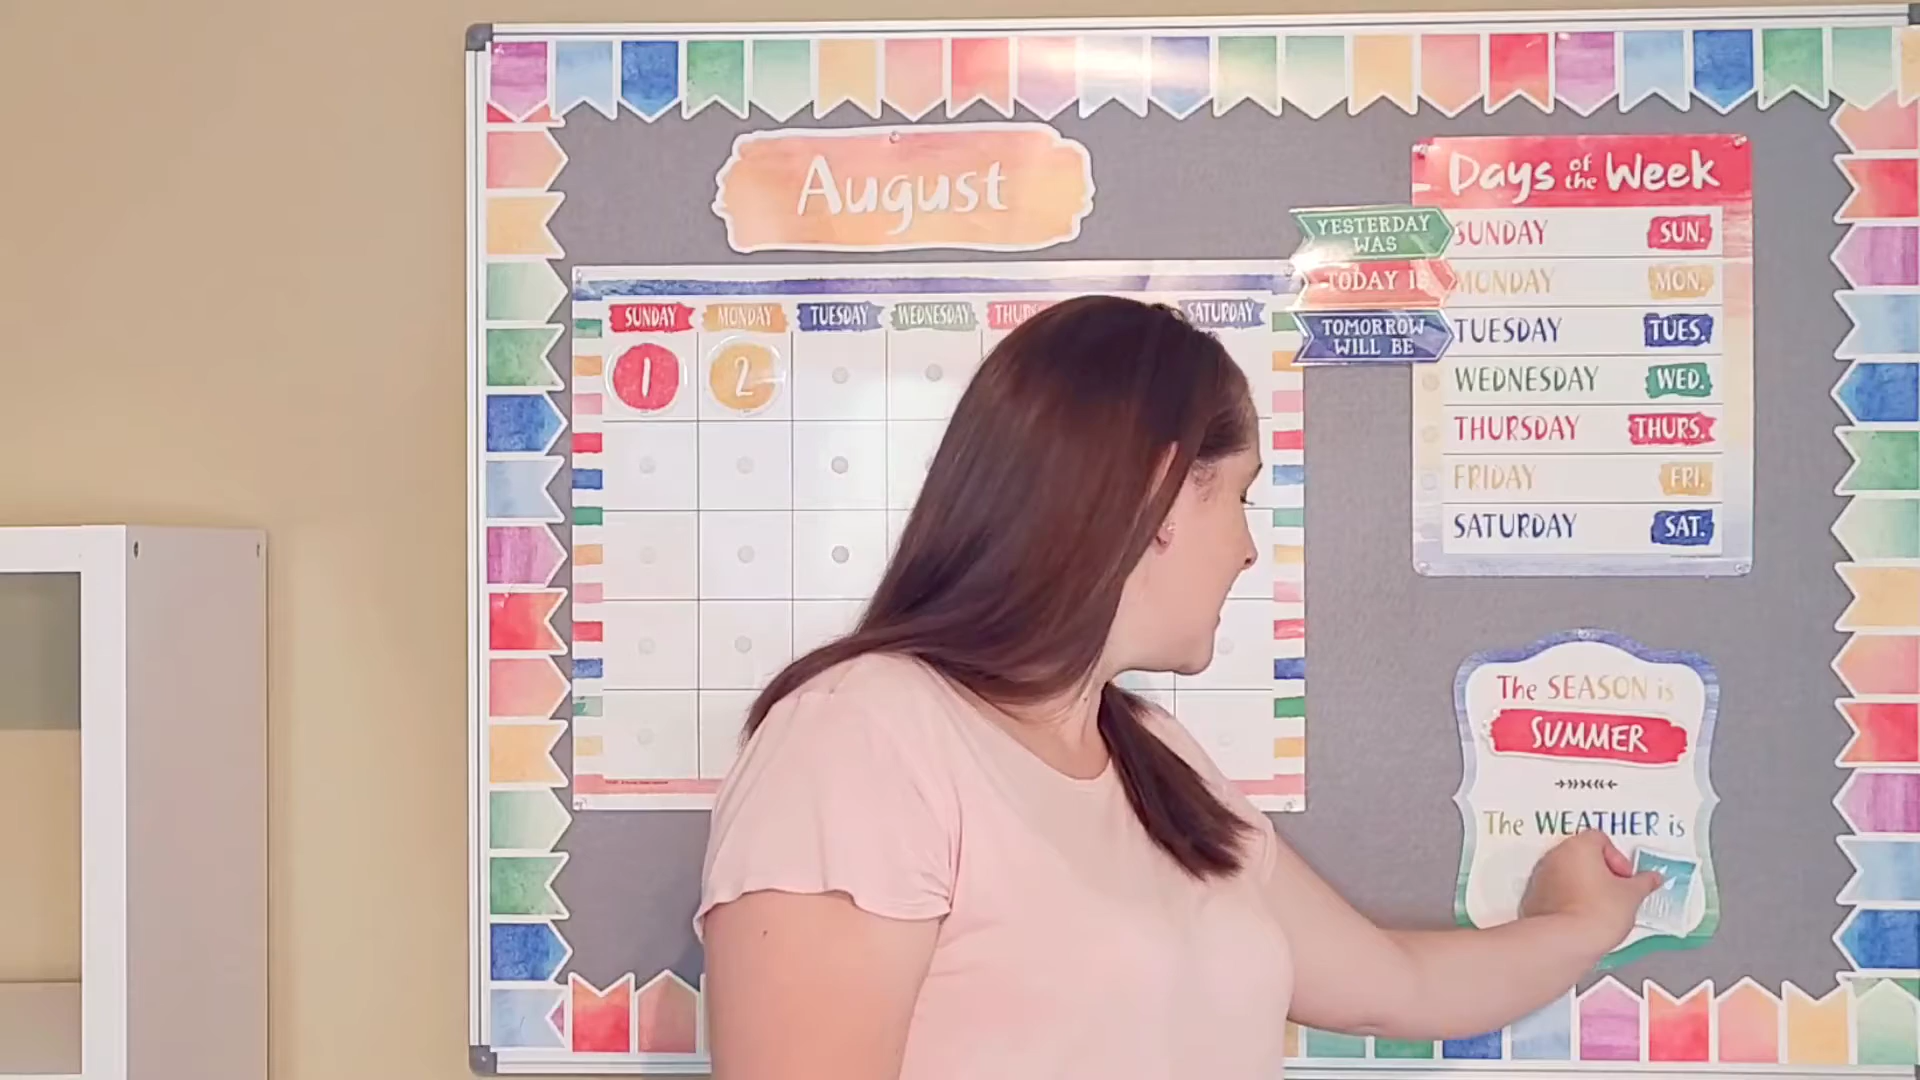 August
SUNDAY MONDAY TUESDAY WEDNESDAY SATURDAY
1 2
Days of the Week
YESTERDAY
WAS
TODAY IS
TOMORROW
WILL BE
SUNDAY SUN.
MONDAY MON.
TUESDAY TUES.
WEDNESDAY WED.
THURSDAY THURS.
FRIDAY FRI.
SATURDAY SAT.
The SEASON is
SUMMER
The WEATHER is